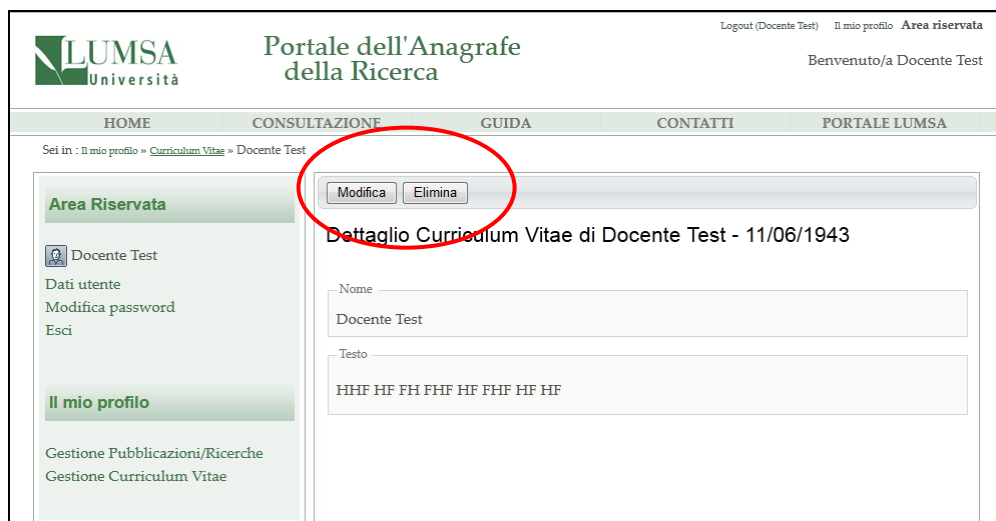 Logout (Docente Test) Il mio profilo Area riservata
LUMSA
Università
Portale dell'Anagrafe
della Ricerca
Benvenuto/a Docente Test
HOME CONSULTAZIONE GUIDA CONTATTI PORTALE LUMSA
Sei in : Il mio profilo » Curriculum Vitae » Docente Test
Area Riservata
Docente Test
Dati utente
Modifica password
Esci
Il mio profilo
Gestione Pubblicazioni/Ricerche
Gestione Curriculum Vitae
Modifica Elimina
Dettaglio Curriculum Vitae di Docente Test - 11/06/1943
Nome
Docente Test
Testo
HHF HF FH FHF HF FHF HF HF